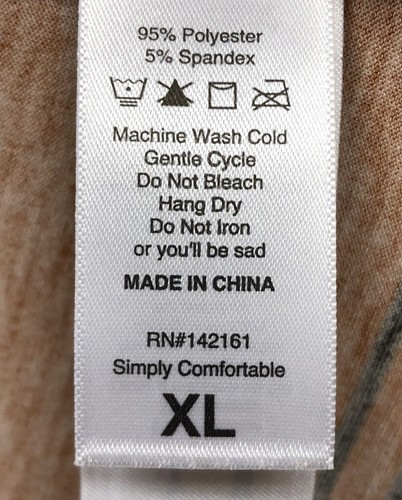 95% Polyester
5% Spandex
Machine Wash Cold
Gentle Cycle
Do Not Bleach
Hang Dry
Do Not Iron
or you'll be sad
MADE IN CHINA
RN#142161
Simply Comfortable
XL